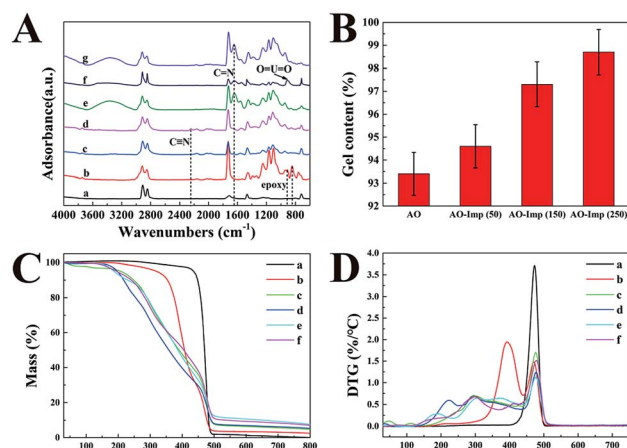 A
g
f
e
d
c
b
a
C=N
O=U=O
C≡N
epoxy
Adsorbance(a.u.)
4000 3600 3200 2800 2400 2000 1600 1200 800
Wavenumbers (cm-1)
B
100
99
98
97
96
95
94
93
92
Gel content (%)
AO AO-Imp (50) AO-Imp (150) AO-Imp (250)
C
100
80
60
40
20
0
Mass (%)
a
b
c
d
e
f
100 200 300 400 500 600 700 800
D
4.0
3.5
3.0
2.5
2.0
1.5
1.0
0.5
0.0
DTG (%/°C)
a
b
c
d
e
f
100 200 300 400 500 600 700